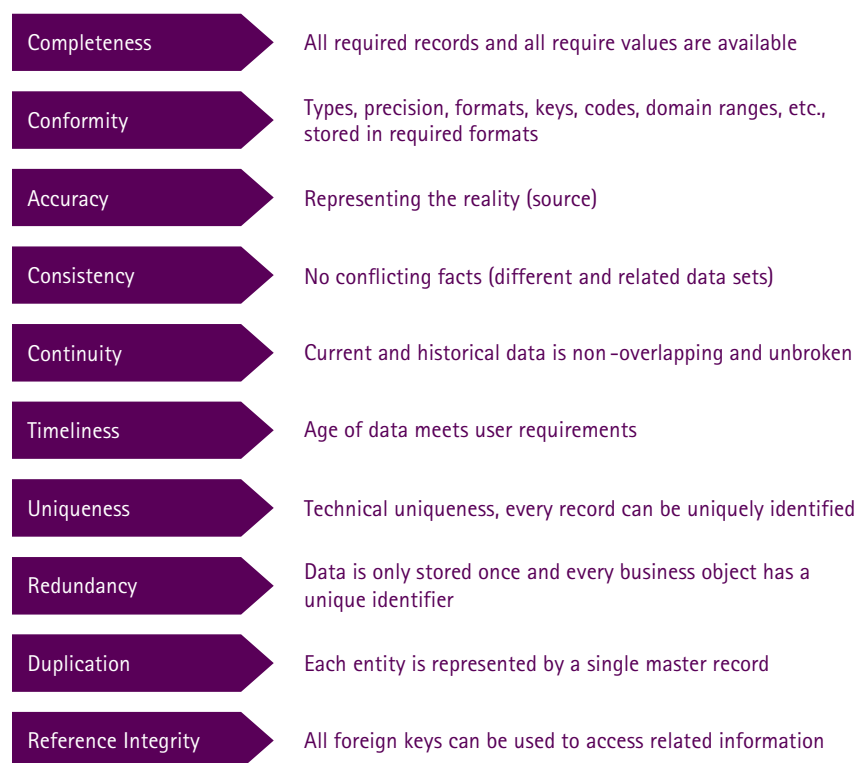 Completeness
All required records and all require values are available
Conformity
Types, precision, formats, keys, codes, domain ranges, etc.,
stored in required formats
Accuracy
Representing the reality (source)
Consistency
No conflicting facts (different and related data sets)
Continuity
Current and historical data is non-overlapping and unbroken
Timeliness
Age of data meets user requirements
Uniqueness
Technical uniqueness, every record can be uniquely identified
Redundancy
Data is only stored once and every business object has a
unique identifier
Duplication
Each entity is represented by a single master record
Reference Integrity
All foreign keys can be used to access related information